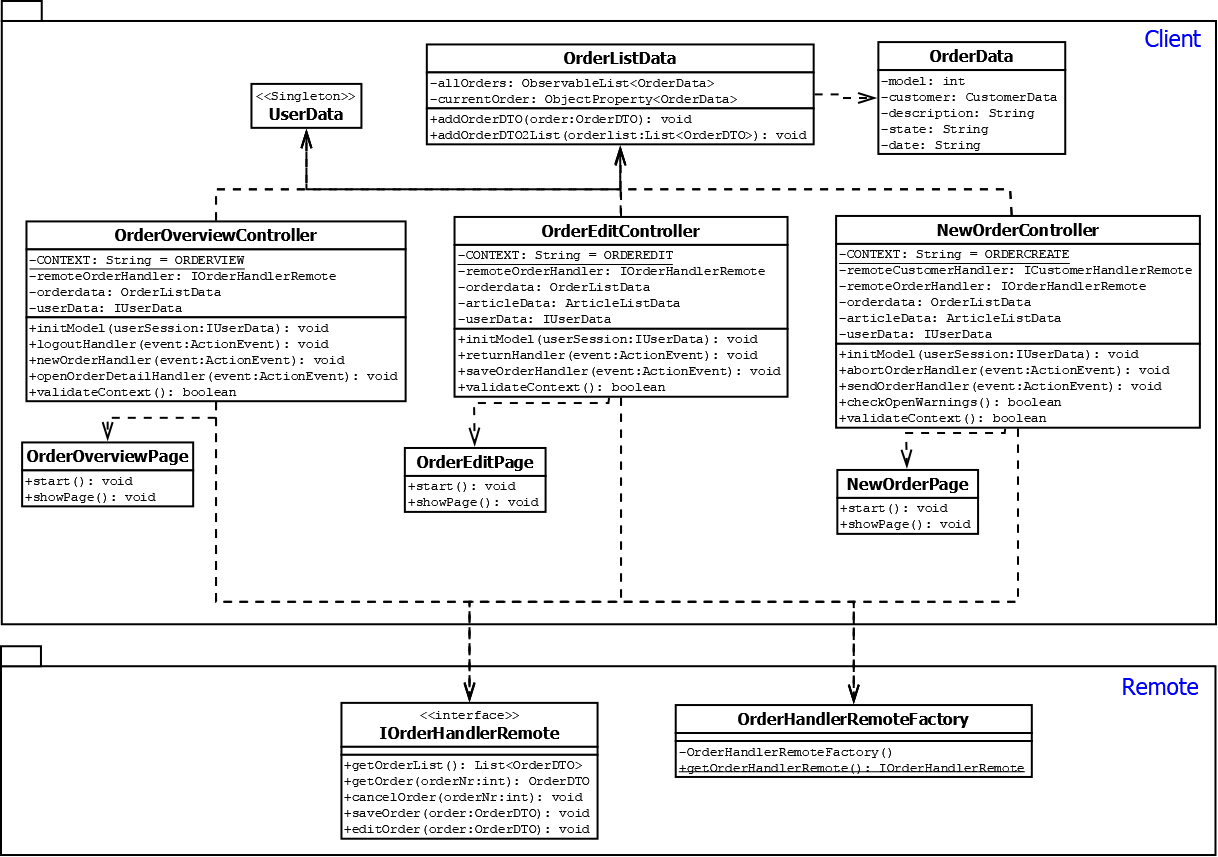 Client
OrderListData
-allOrders: ObservableList<OrderData>
-currentOrder: ObjectProperty<OrderData>
+addOrderDTO(order:OrderDTO): void
+addOrderDTO2List(orderlist:List<OrderDTO>): void
OrderData
-model: int
-customer: CustomerData
-description: String
-state: String
-date: String
<<Singleton>>
UserData
OrderOverviewController
-CONTEXT: String = ORDERVIEW
-remoteOrderHandler: IOrderHandlerRemote
-orderdata: OrderListData
-userData: IUserData
+initModel(userSession:IUserData): void
+logoutHandler(event:ActionEvent): void
+newOrderHandler(event:ActionEvent): void
+openOrderDetailHandler(event:ActionEvent): void
+validateContext(): boolean
OrderEditController
-CONTEXT: String = ORDEREDIT
-remoteOrderHandler: IOrderHandlerRemote
-orderdata: OrderListData
-articleData: ArticleListData
-userData: IUserData
+initModel(userSession:IUserData): void
+returnHandler(event:ActionEvent): void
+saveOrderHandler(event:ActionEvent): void
+validateContext(): boolean
NewOrderController
-CONTEXT: String = ORDERCREATE
-remoteCustomerHandler: ICustomerHandlerRemote
-remoteOrderHandler: IOrderHandlerRemote
-orderdata: OrderListData
-articleData: ArticleListData
-userData: IUserData
+initModel(userSession:IUserData): void
+abortOrderHandler(event:ActionEvent): void
+sendOrderHandler(event:ActionEvent): void
+checkOpenWarnings(): boolean
+validateContext(): boolean
OrderOverviewPage
+start(): void
+showPage(): void
OrderEditPage
+start(): void
+showPage(): void
NewOrderPage
+start(): void
+showPage(): void
Remote
<<interface>>
IOrderHandlerRemote
+getOrderList(): List<OrderDTO>
+getOrder(orderNr:int): OrderDTO
+cancelOrder(orderNr:int): void
+saveOrder(order:OrderDTO): void
+editOrder(order:OrderDTO): void
OrderHandlerRemoteFactory
-OrderHandlerRemoteFactory()
+getOrderHandlerRemote(): IOrderHandlerRemote